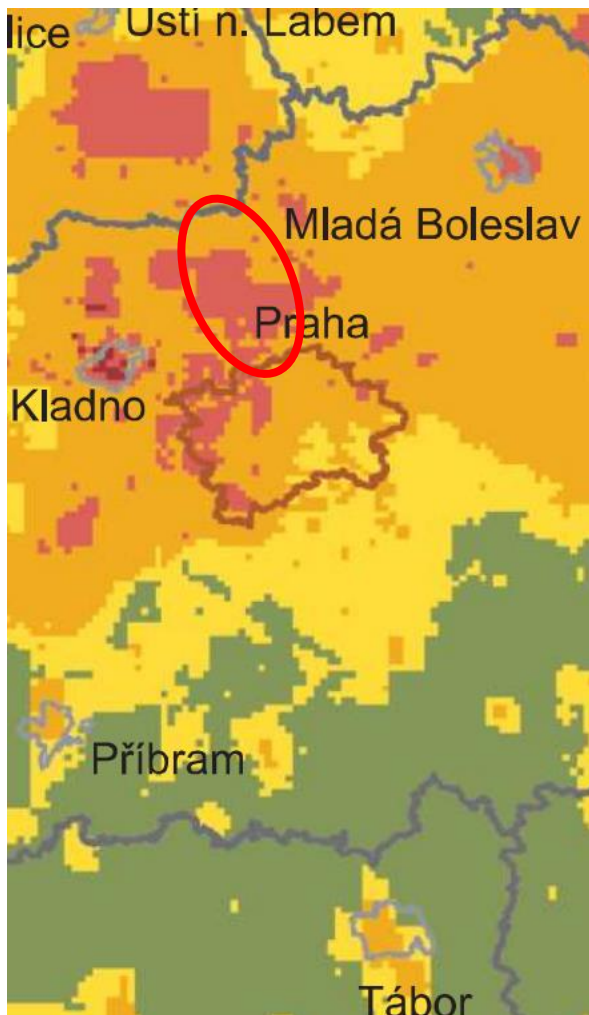 lice
Ústí n. Labem
Mladá Boleslav
Praha
Kladno
Příbram
Tábor